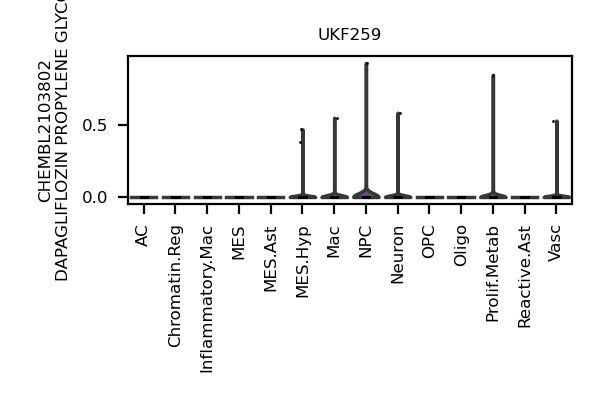 UKF259
CHEMBL2103802
DAPAGLIFLOZIN PROPYLENE
0.5
0.0
AC
Chromatin.Reg
Inflammatory.Mac
MES
MES.Ast
MES.Hyp
Mac
NPC
Neuron
OPC
Oligo
Prolif.Metab
Reactive.Ast
Vasc